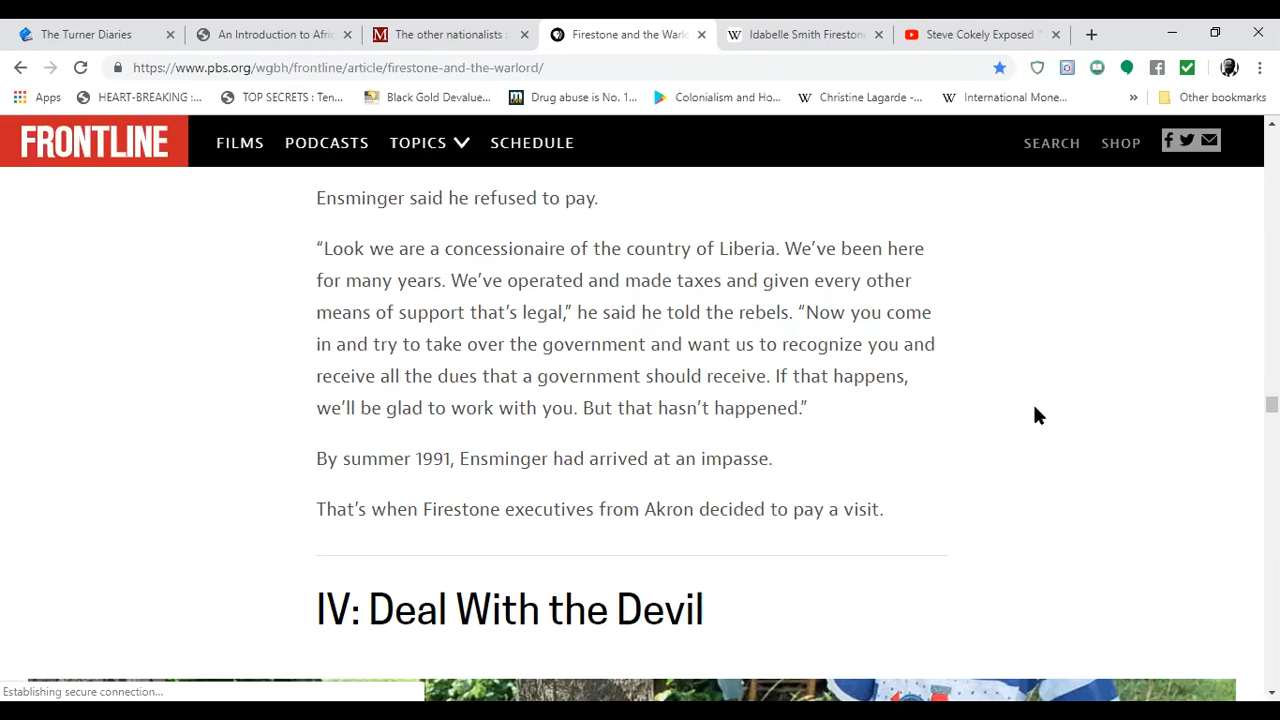 The Turner Diaries
An Introduction to Afric
The other nationalists :
Firestone and the Warlo
Idabelle Smith Firestone
Steve Cokely Exposed "
https://www.pbs.org/wgbh/frontline/article/firestone-and-the-warlord/
Apps
HEART-BREAKING :...
TOP SECRETS : Ten...
Black Gold Devalue...
Drug abuse is No. 1...
Colonialism and Ho...
Christine Lagarde -...
International Mone...
»
Other bookmarks
FRONTLINE
FILMS
PODCASTS
TOPICS
SCHEDULE
SEARCH
SHOP
Ensminger said he refused to pay.
“Look we are a concessionaire of the country of Liberia. We’ve been here
for many years. We’ve operated and made taxes and given every other
means of support that’s legal,” he said he told the rebels. “Now you come
in and try to take over the government and want us to recognize you and
receive all the dues that a government should receive. If that happens,
we’ll be glad to work with you. But that hasn’t happened.”
By summer 1991, Ensminger had arrived at an impasse.
That’s when Firestone executives from Akron decided to pay a visit.
IV: Deal With the Devil
Establishing secure connection...